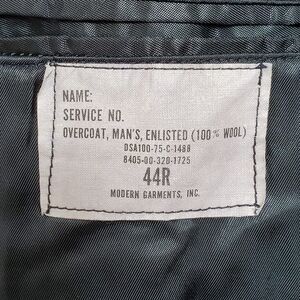 NAME:
SERVICE NO.
OVERCOAT, MAN'S, ENLISTED (100% WOOL)
DSA100-75-C-1488
8405-00-320-1725
44R
MODERN GARMENTS, INC.